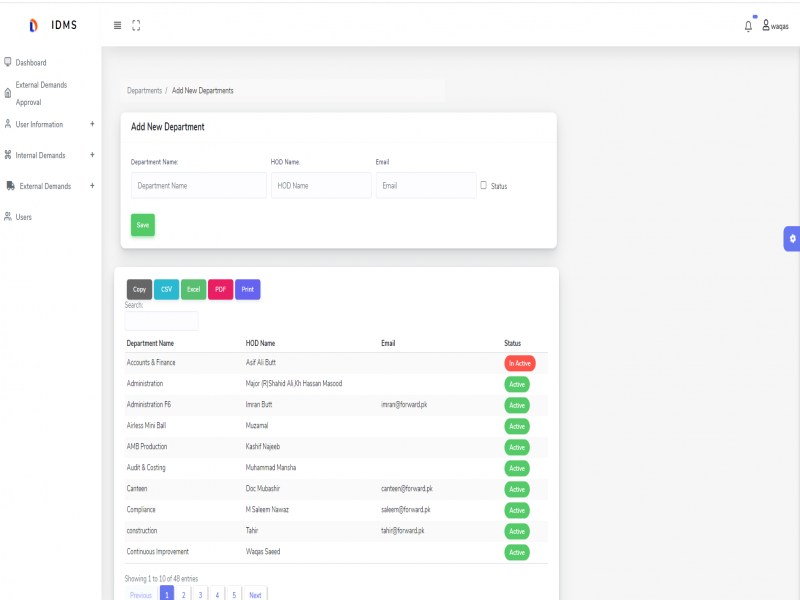 IDMS
waqas
Dashboard
External Demands
Approval
User Information +
Internal Demands +
External Demands +
Users
Departments / Add New Departments
Add New Department
Department Name: HOD Name: Email
Department Name HOD Name Email Status
Save
Copy CSV Excel PDF Print
Search:
Department Name HOD Name Email Status
Accounts & Finance Asif Ali Butt In Active
Administration Major (R)Shahid Ali,Kh Hassan Masood Active
Administration F6 Imran Butt imran@forward.pk Active
Airless Mini Ball Muzamal Active
AMB Production Kashif Najeeb Active
Audit & Costing Muhammad Mansha Active
Canteen Doc Mubashir canteen@forward.pk Active
Compliance M Saleem Nawaz saleem@forward.pk Active
construction Tahir tahir@forward.pk Active
Continuous Improvement Waqas Saeed Active
Showing 1 to 10 of 48 entries
Previous 1 2 3 4 5 Next